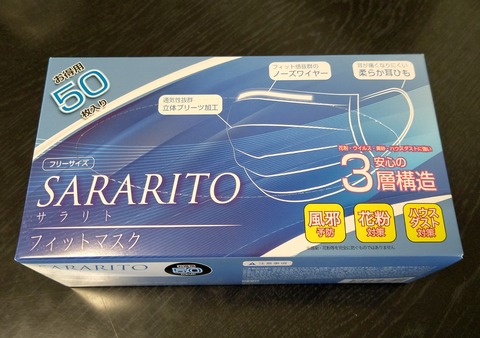 お得用
50
枚入り
フィット感抜群の
ノーズワイヤー
耳が痛くなりにくい
柔らか耳ひも
通気性抜群
立体プリーツ加工
フリーサイズ
SARARITO
サラリト
フィットマスク
花粉・ウイルス・黄砂・ハウスダストに強い
安心の
3層構造
風邪
予防
花粉
対策
ハウス
ダスト
対策
SARARITO
50